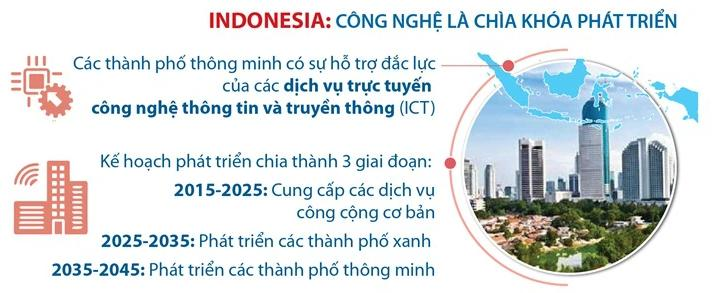 INDONESIA: CÔNG NGHỆ LÀ CHÌA KHÓA PHÁT TRIỂN
Các thành phố thông minh có sự hỗ trợ đắc lực
của các dịch vụ trực tuyến
công nghệ thông tin và truyền thông (ICT)
Kế hoạch phát triển chia thành 3 giai đoạn:
2015-2025: Cung cấp các dịch vụ
công cộng cơ bản
2025-2035: Phát triển các thành phố xanh
2035-2045: Phát triển các thành phố thông minh